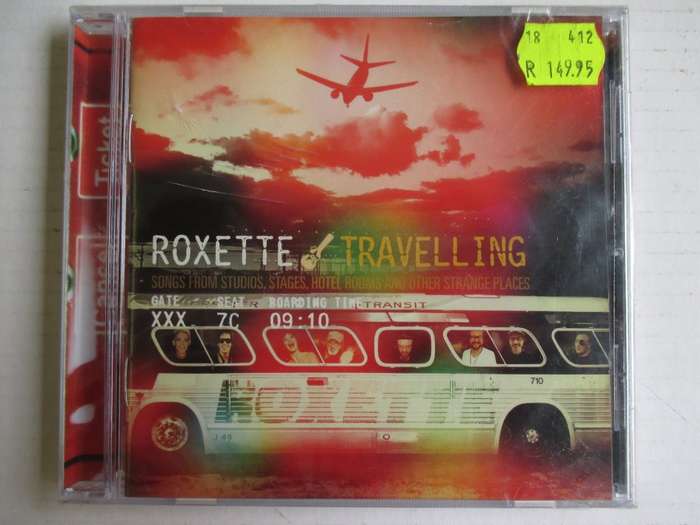 18 412
R 149.95
Ticket
ROXETTE TRAVELLING
SONGS FROM STUDIOS, STAGES, HOTEL ROOMS AND OTHER STRANGE PLACES
GATE SEAT BOARDING TIME TRANSIT
XXX 7C 09:10
710
ROXETTE
J 49